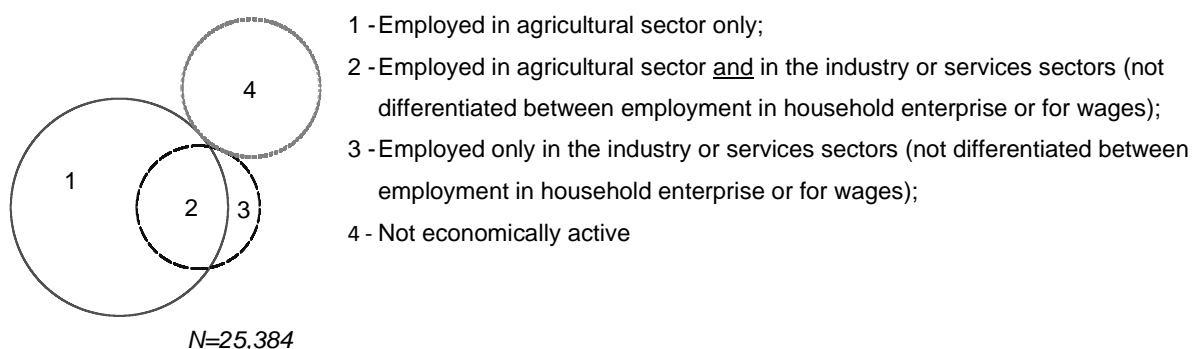 1 -Employed in agricultural sector only;
2 -Employed in agricultural sector and in the industry or services sectors (not
differentiated between employment in household enterprise or for wages);
3 -Employed only in the industry or services sectors (not differentiated between
employment in household enterprise or for wages);
4 - Not economically active
4
1
2
3
N=25,384